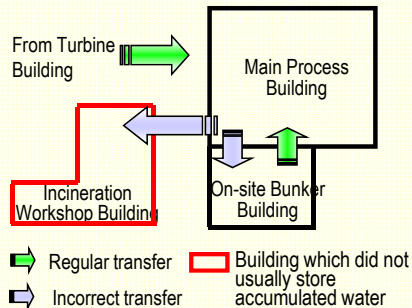 From Turbine
Building
Main Process
Building
Incineration
Workshop Building
On-site Bunker
Building
Regular transfer
Incorrect transfer
Building which did not
usually store
accumulated water